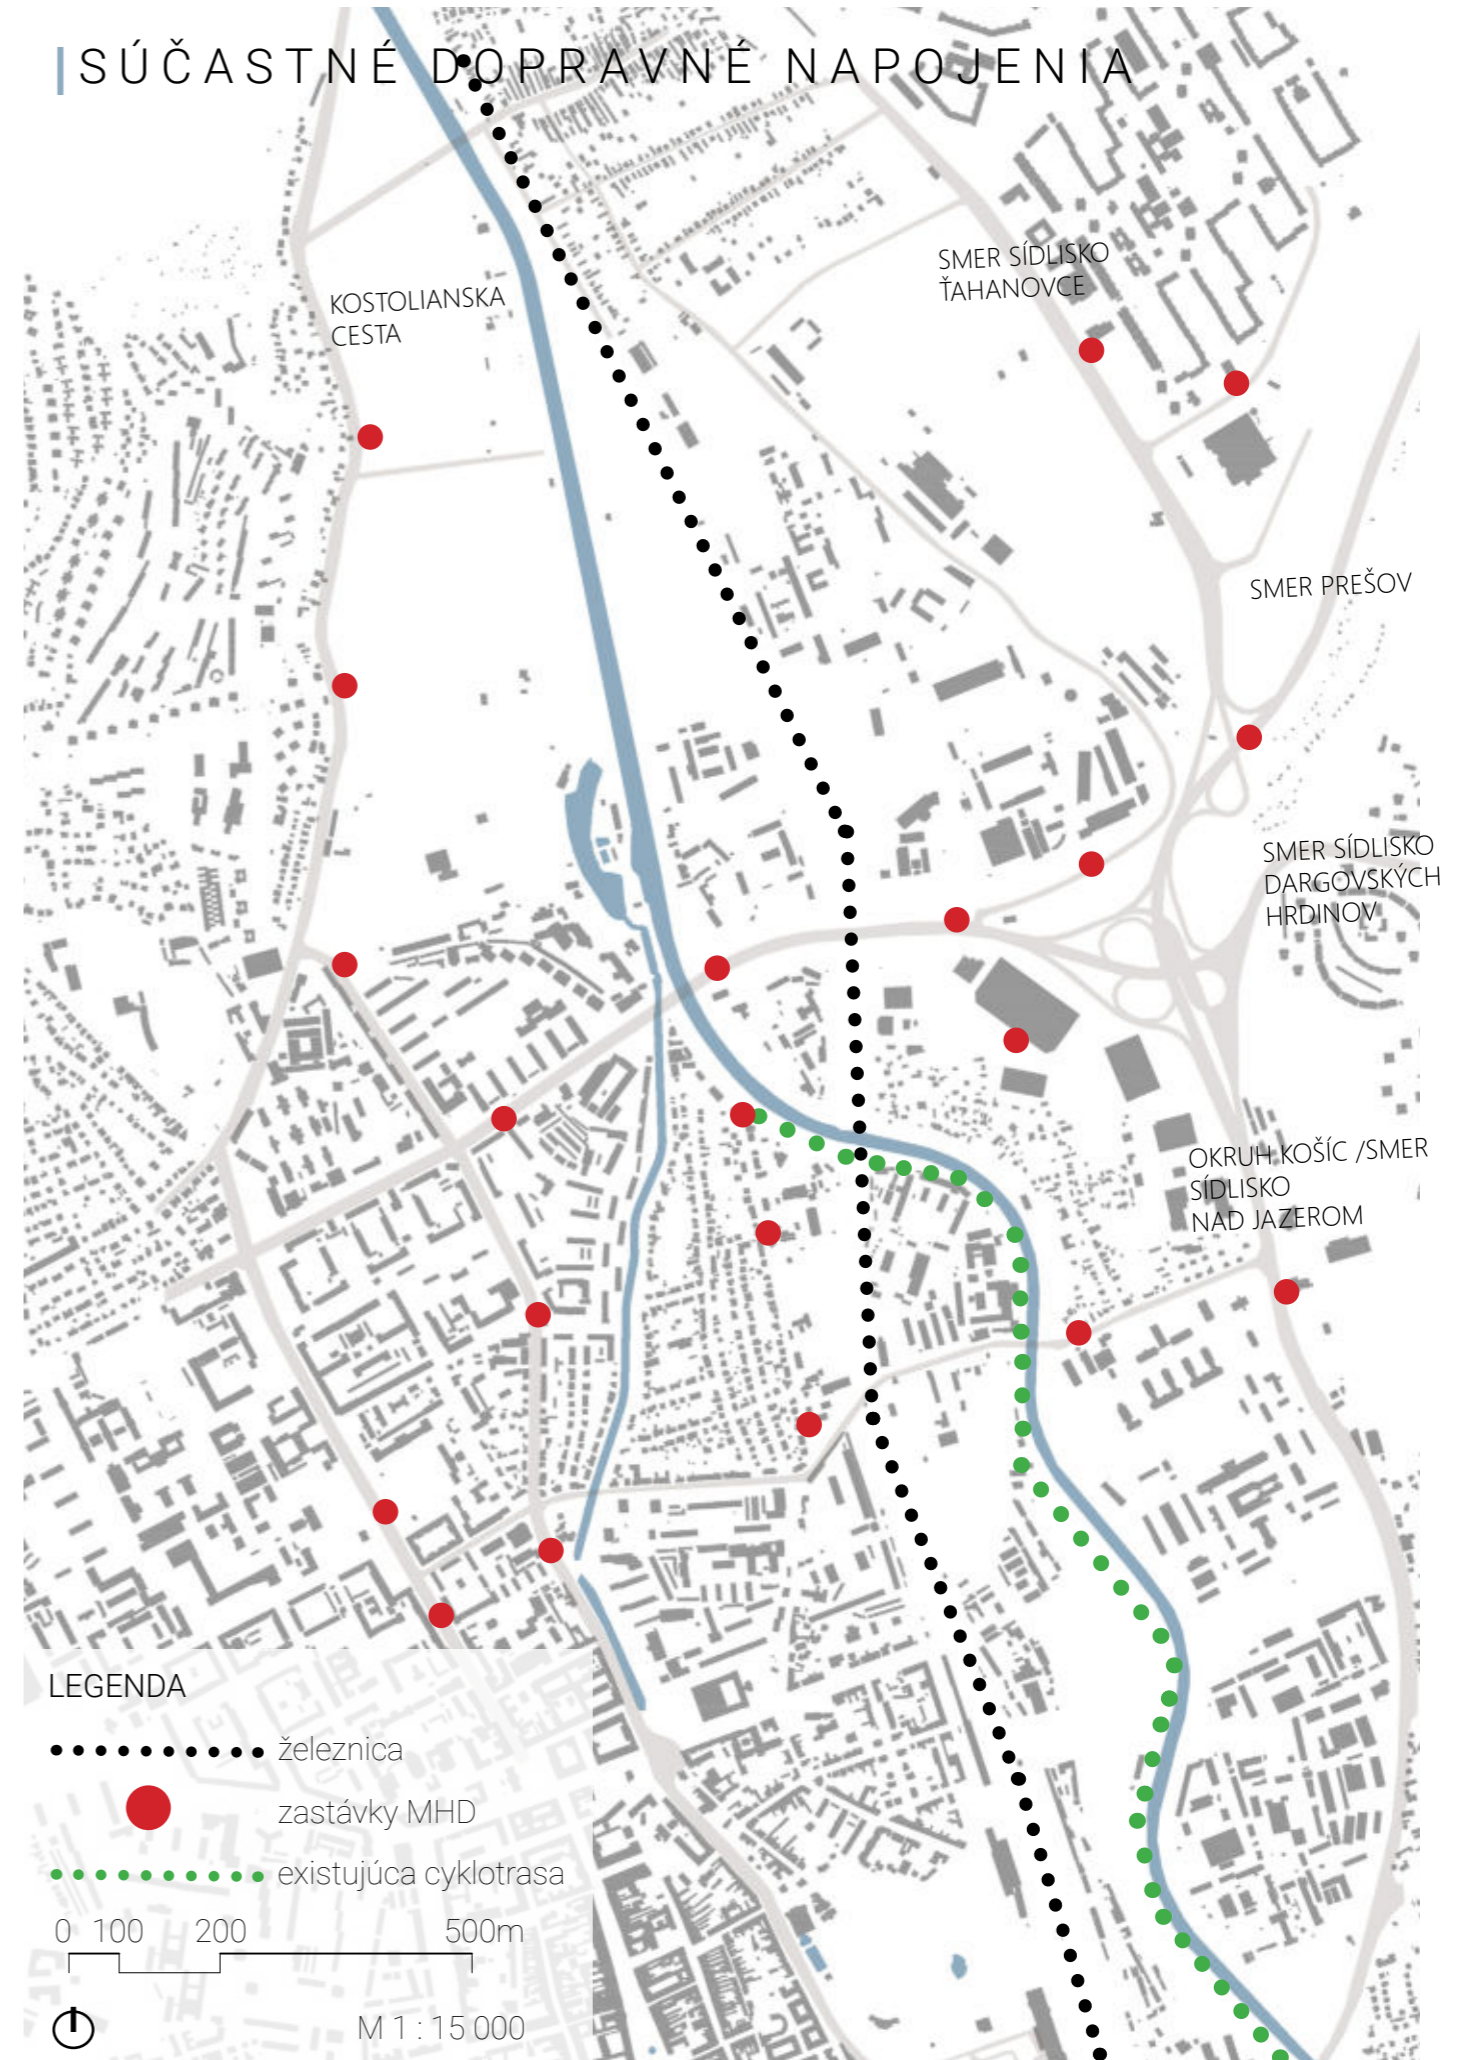 SÚČASTNÉ DOPRAVNÉ NAPOJENIA
SMER SÍDLISKO
ŤAHANOVCE
KOSTOLIANSKA
CESTA
SMER PREŠOV
SMER SÍDLISKO
DARGOVSKÝCH
HRDINOV
OKRUH KOŠÍC /SMER
SÍDLISKO
NAD JAZEROM
LEGENDA
železnica
zastávky MHD
existujúca cyklotrasa
0 100 200 500m
M 1 : 15 000